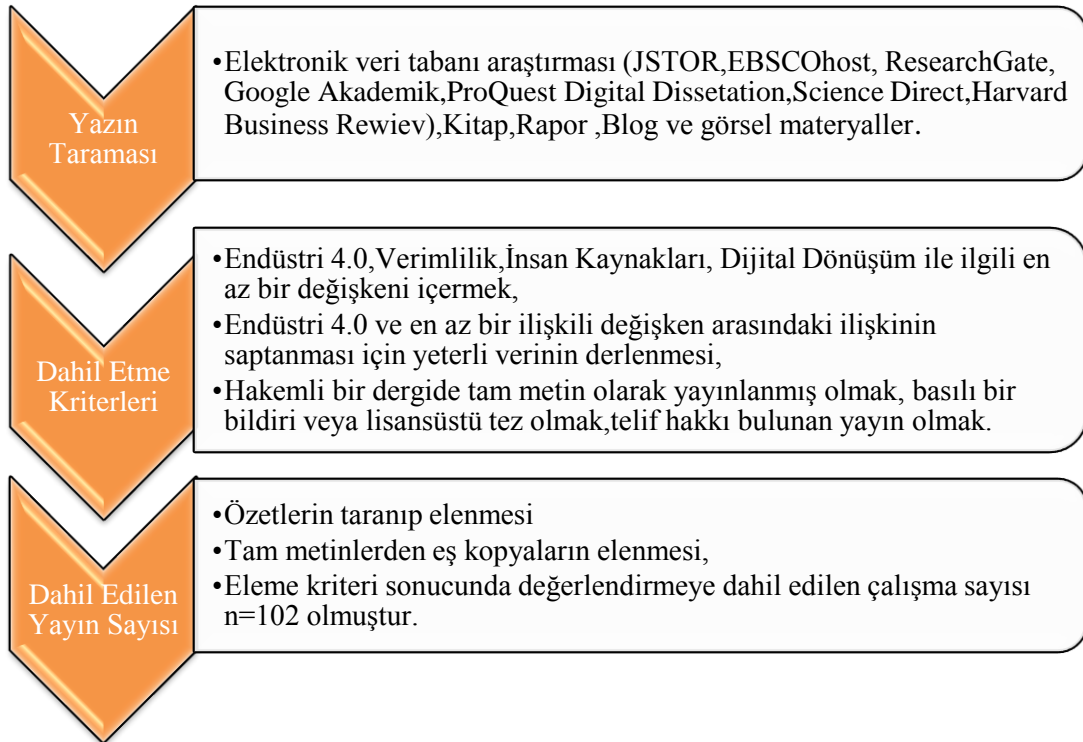 Yazın
Taraması
•Elektronik veri tabanı araştırması (JSTOR,EBSCOhost, ResearchGate,
Google Akademik,ProQuest Digital Dissetation,Science Direct,Harvard
Business Rewiev),Kitap,Rapor ,Blog ve görsel materyaller.
Dahil Etme
Kriterleri
•Endüstri 4.0,Verimlilik,İnsan Kaynakları, Dijital Dönüşüm ile ilgili en
az bir değişkeni içermek,
•Endüstri 4.0 ve en az bir ilişkili değişken arasındaki ilişkinin
saptanması için yeterli verinin derlenmesi,
•Hakemli bir dergide tam metin olarak yayınlanmış olmak, basılı bir
bildiri veya lisansüstü tez olmak,telif hakkı bulunan yayın olmak.
Dahil Edilen
Yayın Sayısı
•Özetlerin taranıp elenmesi
•Tam metinlerden eş kopyaların elenmesi,
•Eleme kriteri sonucunda değerlendirmeye dahil edilen çalışma sayısı
n=102 olmuştur.